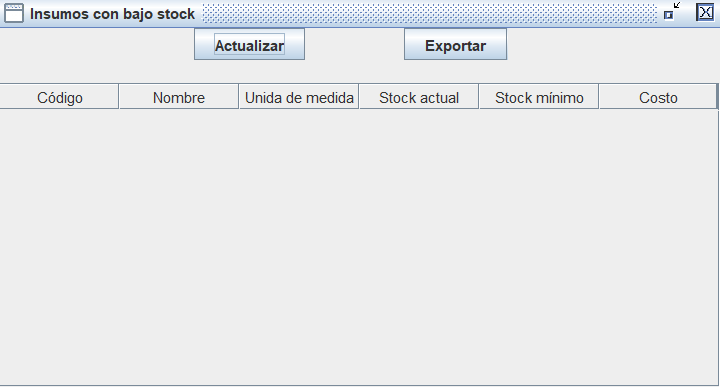 Insumos con bajo stock
Actualizar Exportar
Código Nombre Unida de medida Stock actual Stock mínimo Costo